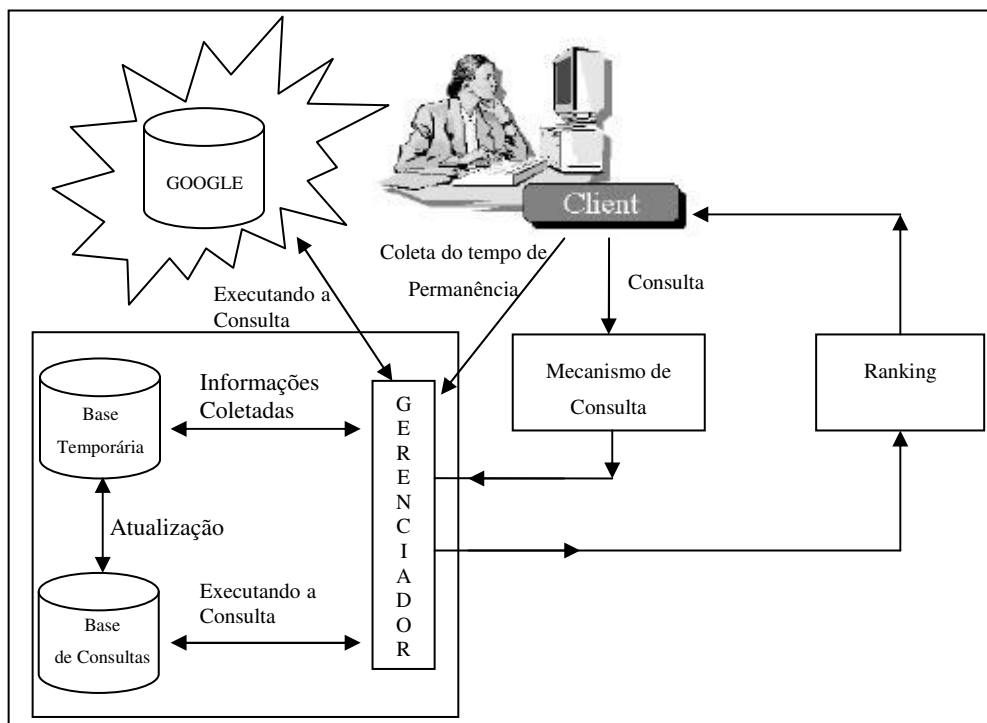 GOOGLE
Client
Coleta do tempo de
Permanência
Consulta
Executando a
Consulta
Mecanismo de
Consulta
Ranking
Base
Temporária
Informações
Coletadas
GERENCIADOR
Atualização
Executando a
Consulta
Base
de Consultas